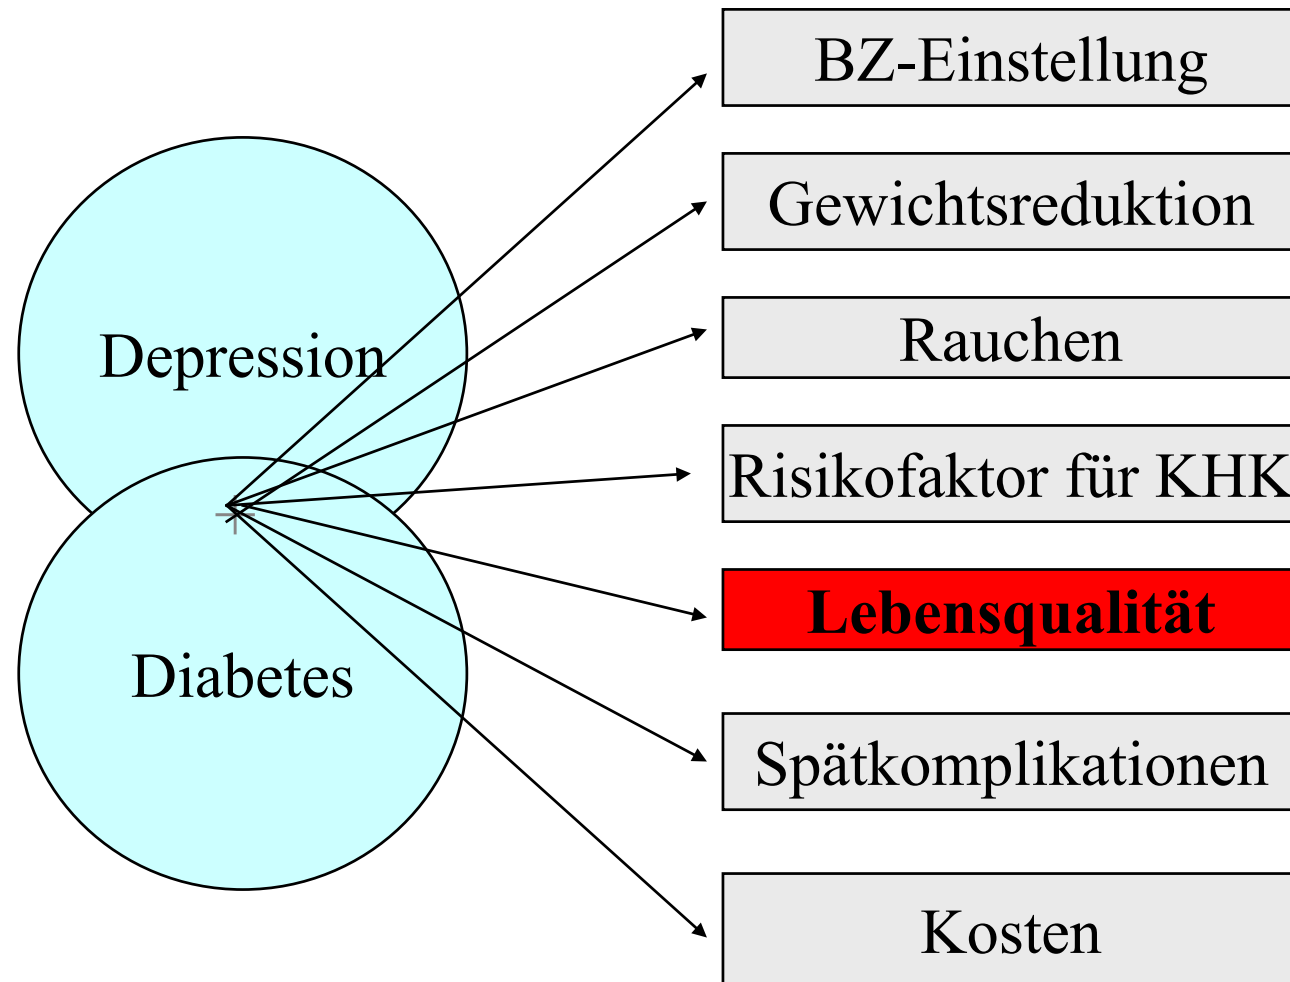 BZ-Einstellung
Gewichtsreduktion
Depression
Rauchen
Risikofaktor für KHK
Lebensqualität
Diabetes
Spätkomplikationen
Kosten